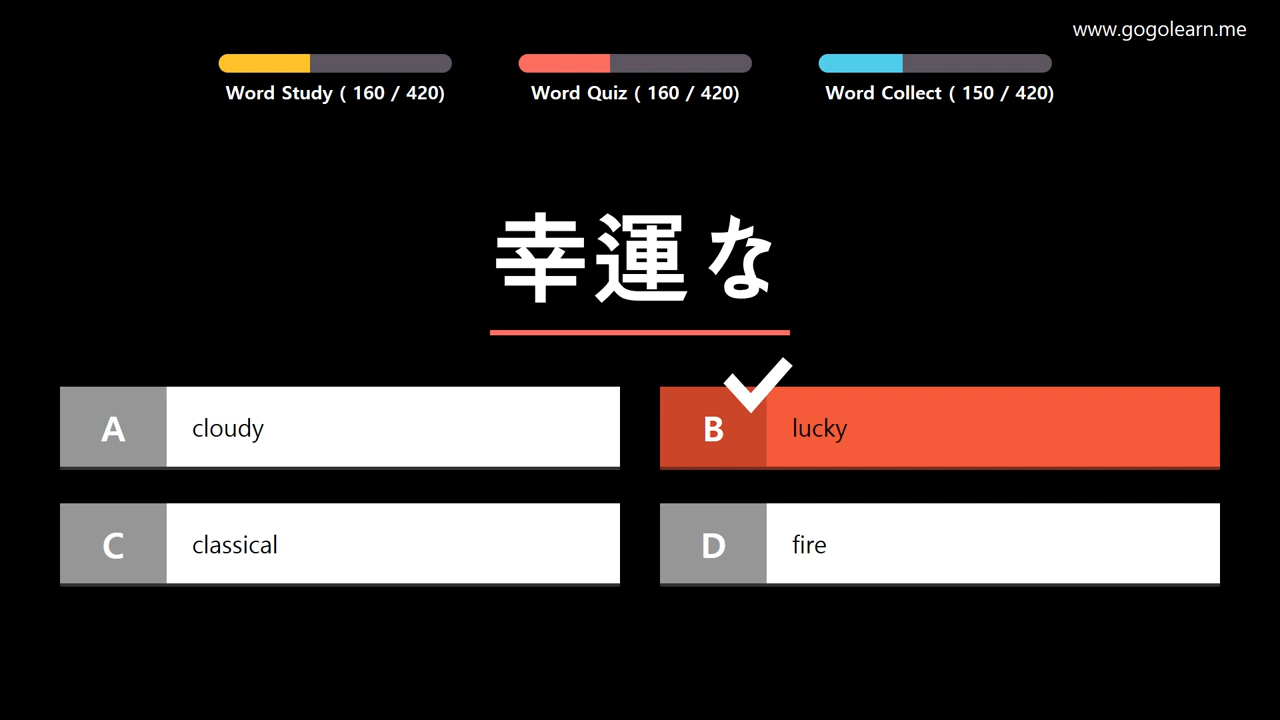 www.gogolearn.me
Word Study ( 160 / 420)
Word Quiz ( 160 / 420)
Word Collect ( 150 / 420)
幸運な
A cloudy
B lucky
C classical
D fire